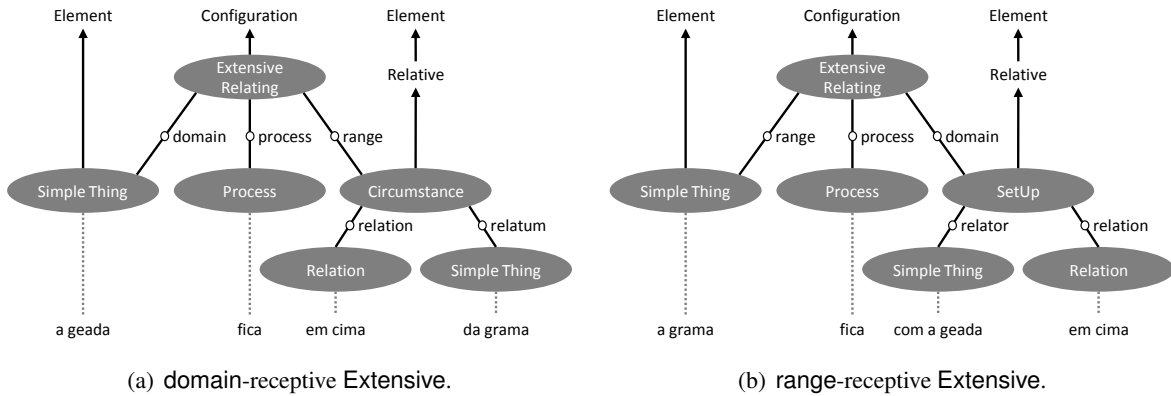 Element Configuration Element
Extensive Relating
Relative
domain process range
Simple Thing Process Circumstance
relation relatum
Relation Simple Thing
a geada fica em cima da grama
(a) domain-receptive Extensive.
Element Configuration Element
Extensive Relating
Relative
range process domain
Simple Thing Process SetUp
relator relation
Simple Thing Relation
a grama fica com a geada em cima
(b) range-receptive Extensive.